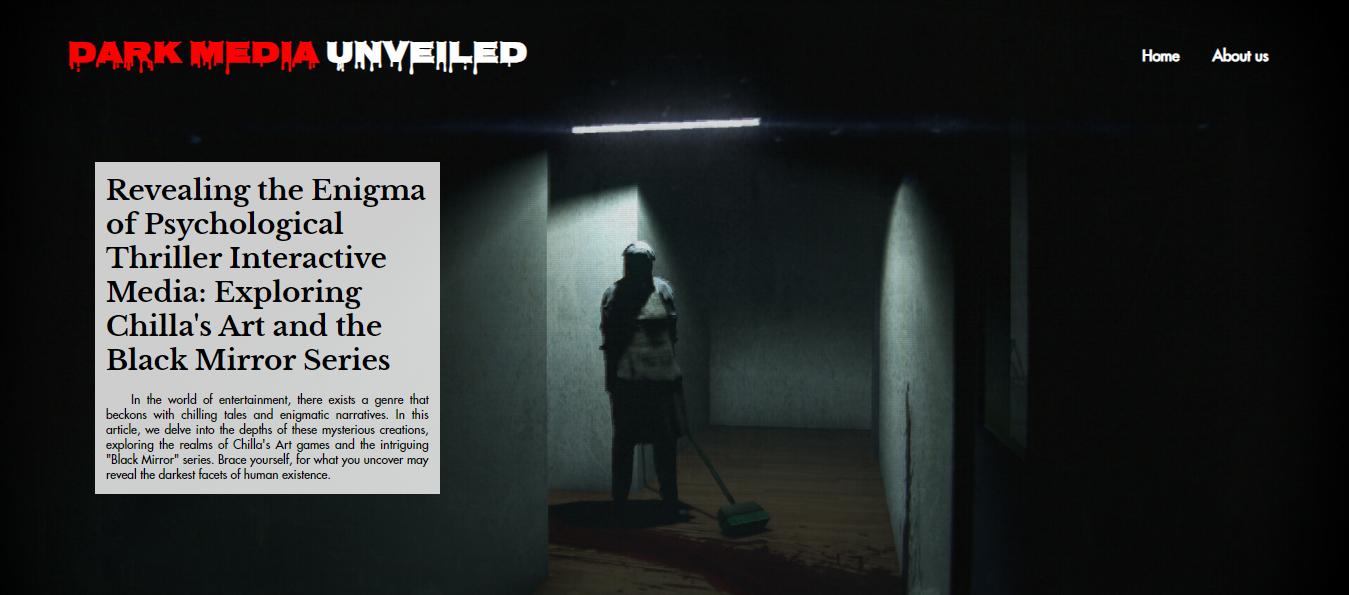 DARK MEDIA UNVEILED
Home About us
Revealing the Enigma
of Psychological
Thriller Interactive
Media: Exploring
Chilla's Art and the
Black Mirror Series
In the world of entertainment, there exists a genre that
beckons with chilling tales and enigmatic narratives. In this
article, we delve into the depths of these mysterious creations,
exploring the realms of Chilla's Art games and the intriguing
"Black Mirror" series. Brace yourself, for what you uncover may
reveal the darkest facets of human existence.